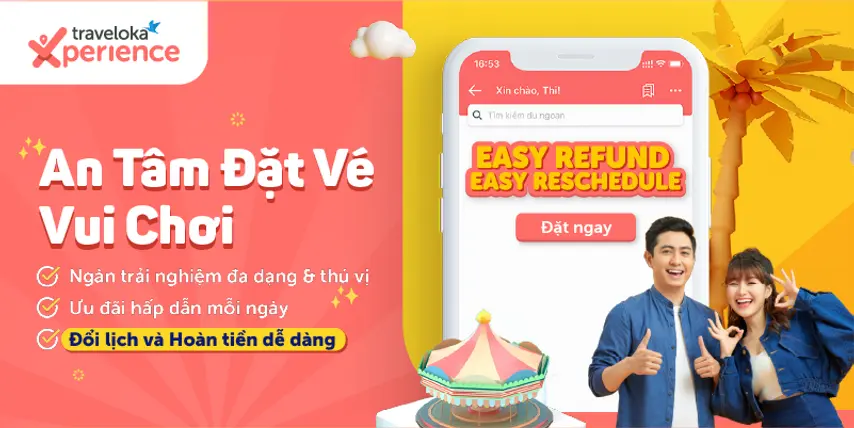 traveloka
Xperience
An Tâm Đặt Vé
Vui Chơi
Ngàn trải nghiệm đa dạng & thú vị
Ưu đãi hấp dẫn mỗi ngày
Đổi lịch và Hoàn tiền dễ dàng
16:53
Xin chào, Thi!
Tìm kiếm du ngoạn
EASY REFUND
EASY RESCHEDULE
Đặt ngay